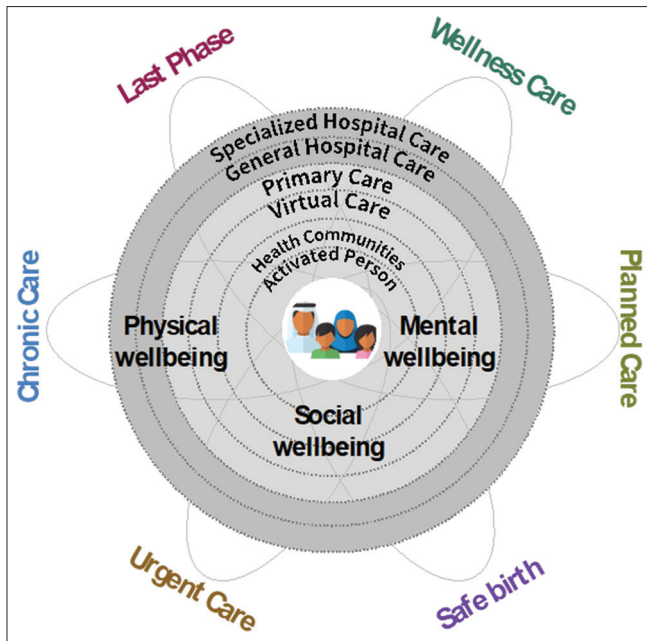 Last Phase
Wellness Care
Specialized Hospital Care
General Hospital Care
Primary Care
Virtual Care
Health Communities
Activated Person
Chronic Care
Planned Care
Physical
wellbeing
Mental
wellbeing
Social
wellbeing
Urgent Care
Safe birth